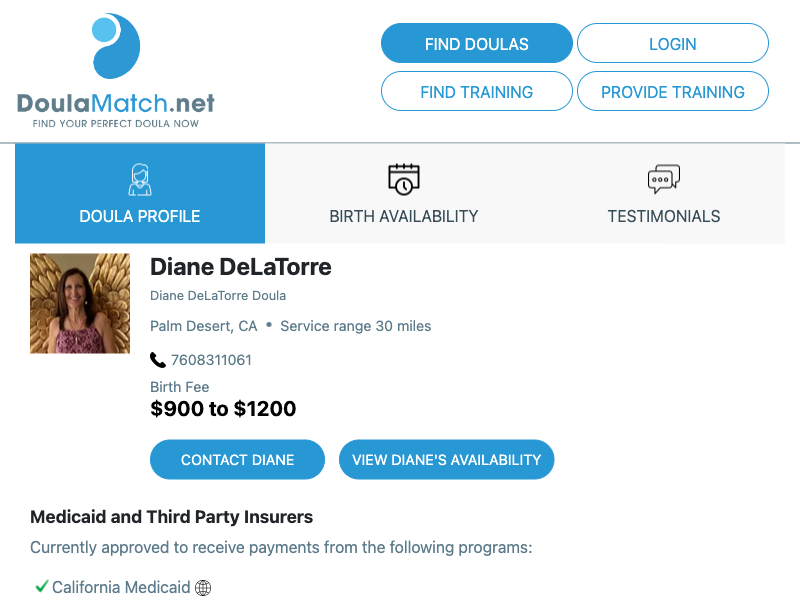 DoulaMatch.net
FIND YOUR PERFECT DOULA NOW
FIND DOULAS
LOGIN
FIND TRAINING
PROVIDE TRAINING
DOULA PROFILE
BIRTH AVAILABILITY
TESTIMONIALS
Diane DeLaTorre
Diane DeLaTorre Doula
Palm Desert, CA • Service range 30 miles
7608311061
Birth Fee
$900 to $1200
CONTACT DIANE
VIEW DIANE'S AVAILABILITY
Medicaid and Third Party Insurers
Currently approved to receive payments from the following programs:
California Medicaid